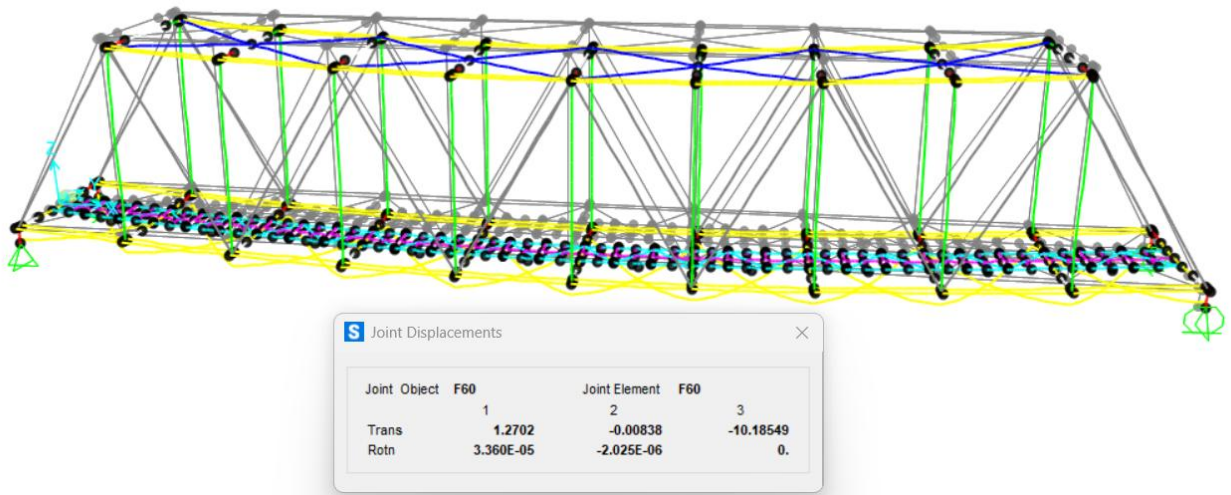 Z
S Joint Displacements
Joint Object F60 Joint Element F60
1 2 3
Trans 1.2702 -0.00838 -10.18549
Rotn 3.360E-05 -2.025E-06 0.